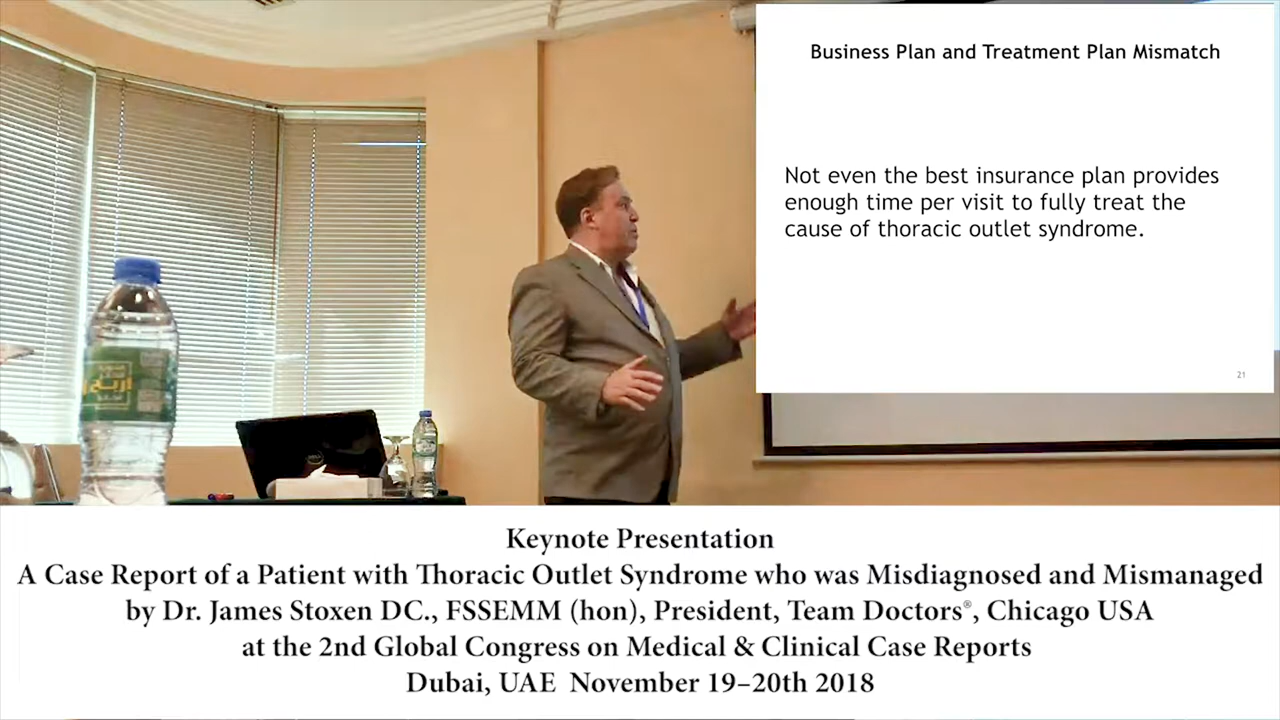 Business Plan and Treatment Plan Mismatch
Not even the best insurance plan provides
enough time per visit to fully treat the
cause of thoracic outlet syndrome.
21
Keynote Presentation
A Case Report of a Patient with Thoracic Outlet Syndrome who was Misdiagnosed and Mismanaged
by Dr. James Stoxen DC., FSSEMM (hon), President, Team Doctors®, Chicago USA
at the 2nd Global Congress on Medical & Clinical Case Reports
Dubai, UAE November 19–20th 2018